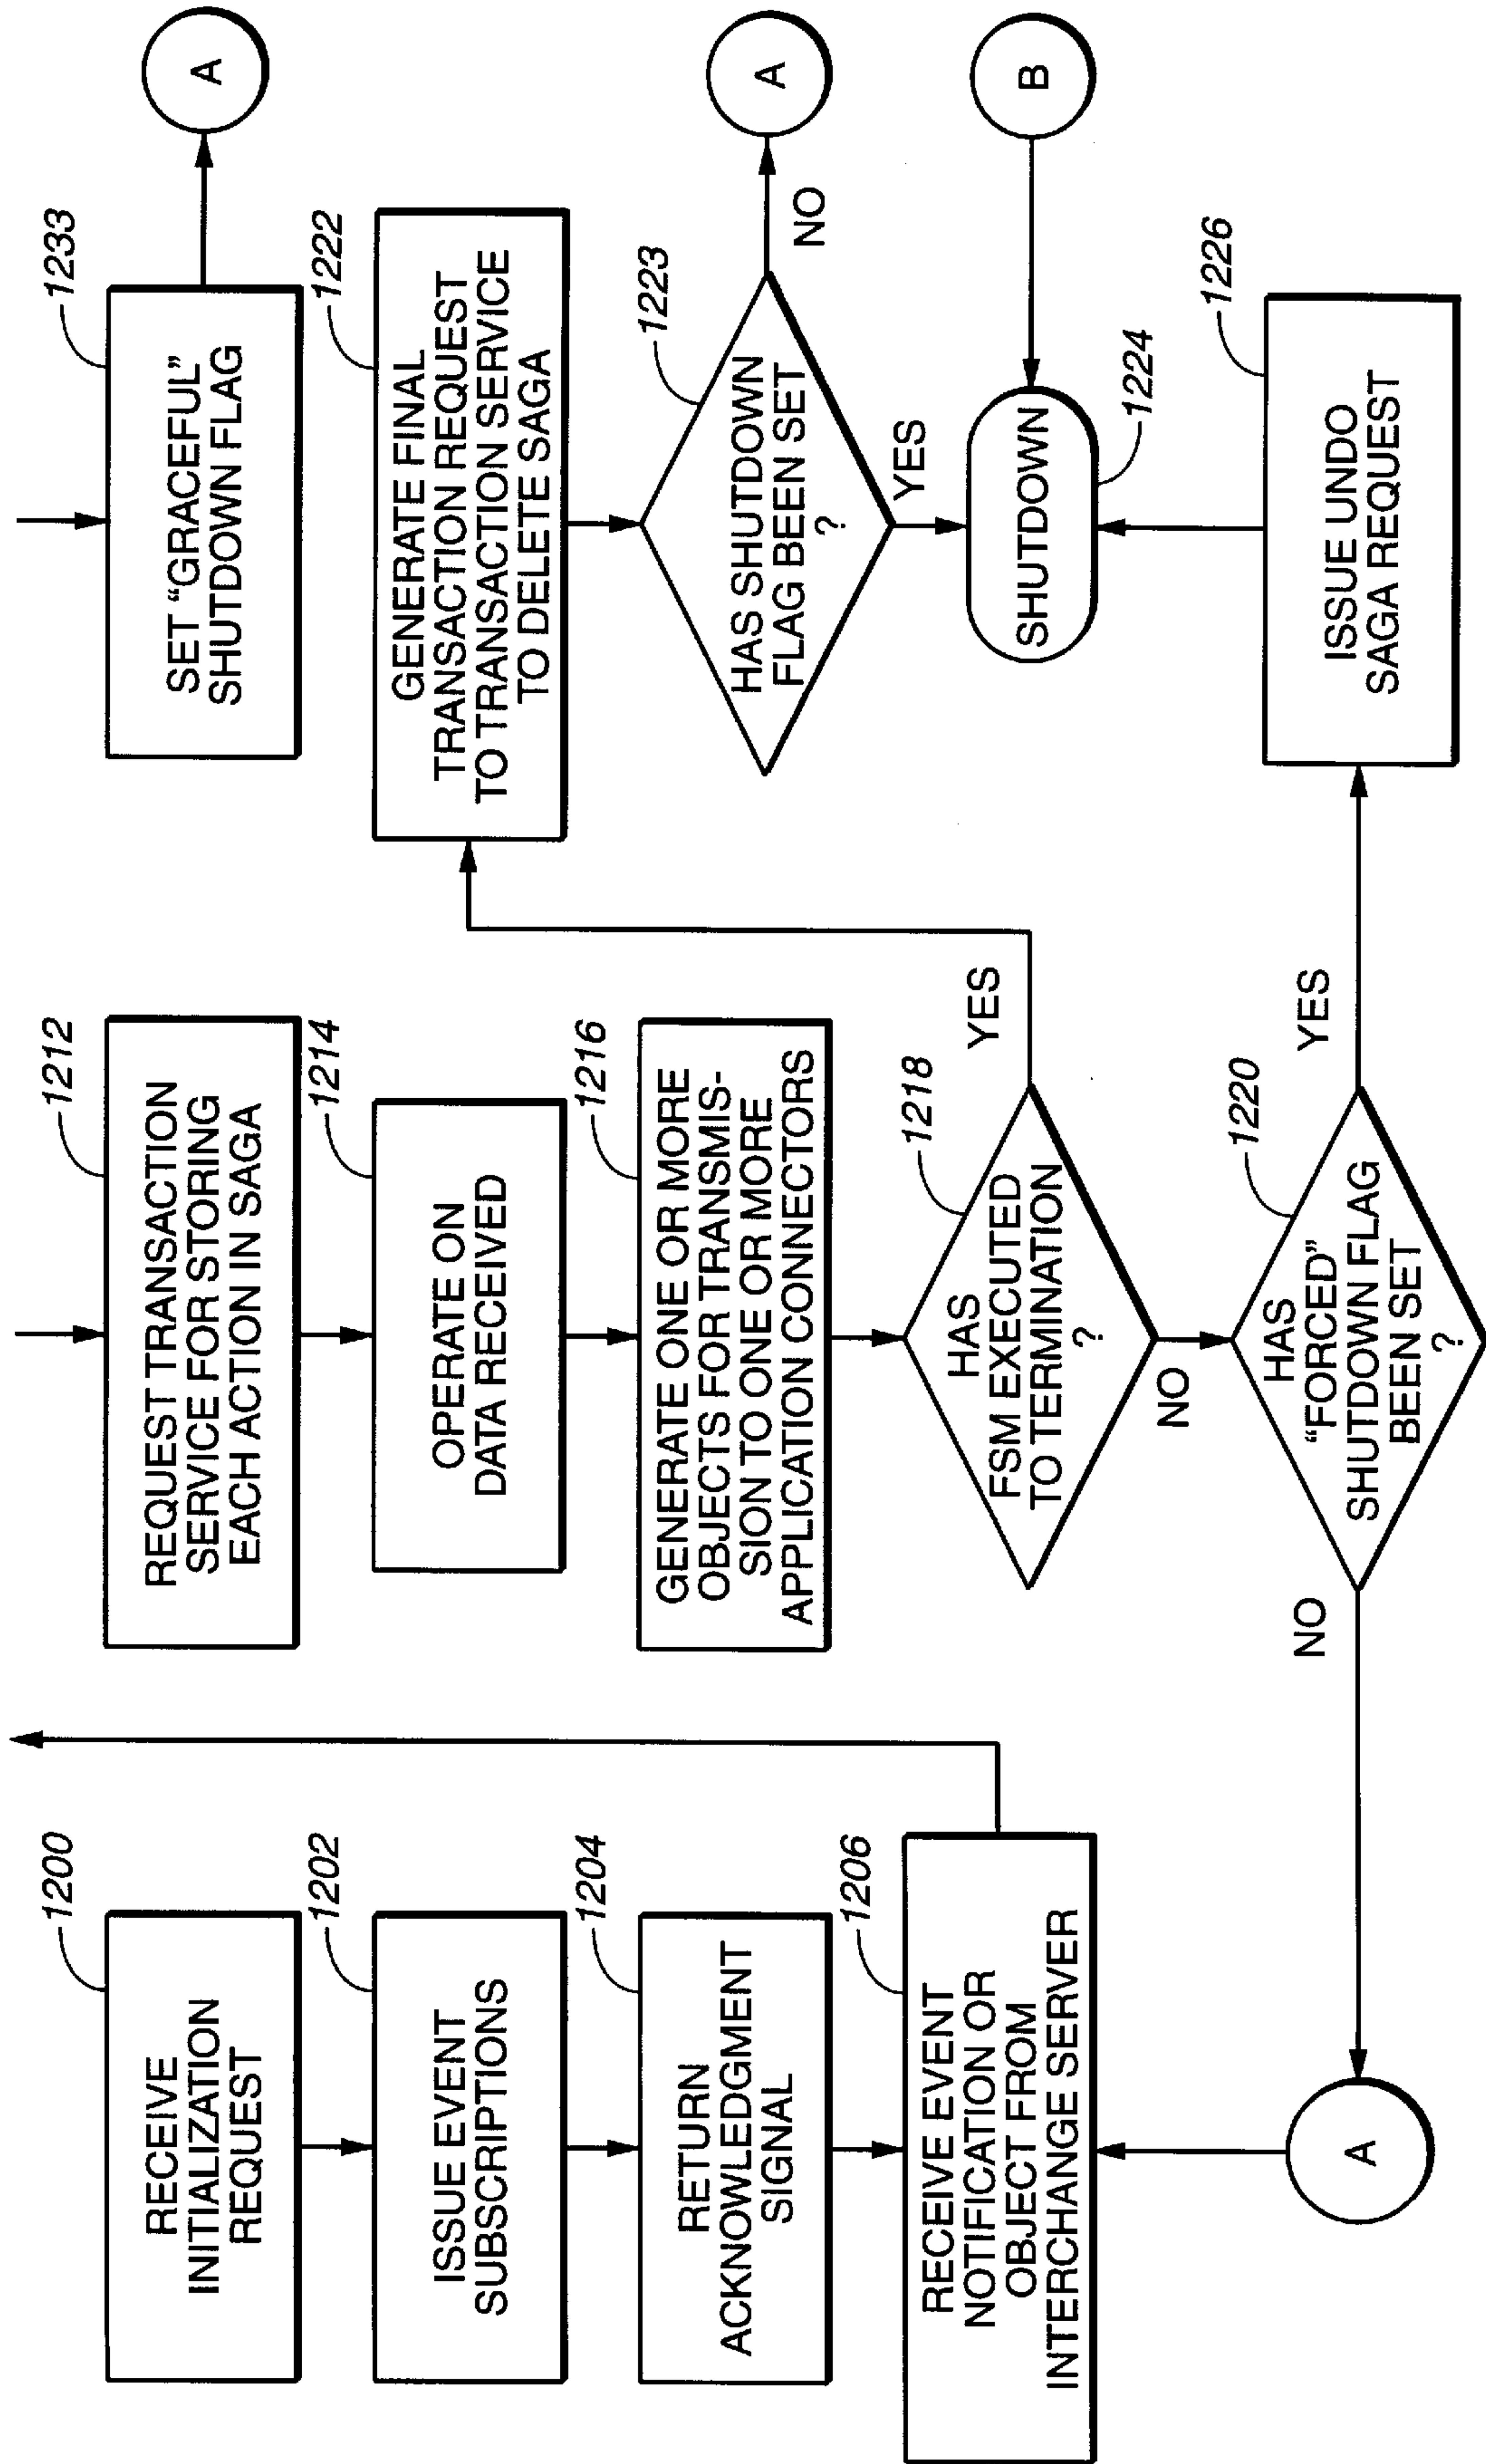 1200
RECEIVE
INITIALIZATION
REQUEST
1202
ISSUE EVENT
SUBSCRIPTIONS
1204
RETURN
ACKNOWLEDGMENT
SIGNAL
1206
RECEIVE EVENT
NOTIFICATION OR
OBJECT FROM
INTERCHANGE SERVER
A
1212
REQUEST TRANSACTION
SERVICE FOR STORING
EACH ACTION IN SAGA
1214
OPERATE ON
DATA RECEIVED
1216
GENERATE ONE OR MORE
OBJECTS FOR TRANSMIS-
SION TO ONE OR MORE
APPLICATION CONNECTORS
1218
HAS
FSM EXECUTED
TO TERMINATION
?
YES
NO
1220
HAS
“FORCED”
SHUTDOWN FLAG
BEEN SET
?
NO
YES
1233
SET “GRACEFUL”
SHUTDOWN FLAG
A
1222
GENERATE FINAL
TRANSACTION REQUEST
TO TRANSACTION SERVICE
TO DELETE SAGA
1223
HAS SHUTDOWN
FLAG BEEN SET
?
NO
A
YES
SHUTDOWN
1224
B
1226
ISSUE UNDO
SAGA REQUEST